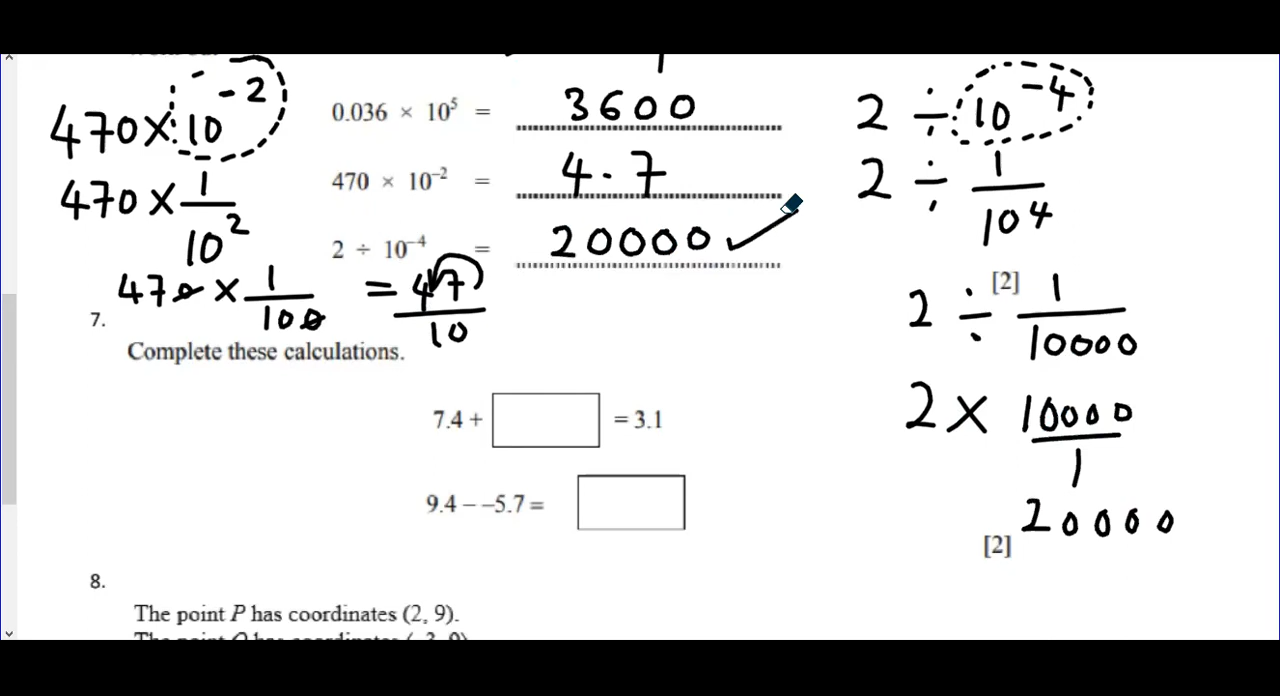 470 × 10^-2
470 × 1/10^2
470 × 1/100 = 47/10
0.036 × 10^5 = 3600
470 × 10^-2 = 4.7
2 ÷ 10^-4 = 20000 ✓
[2]
2 ÷ 10^-4
2 ÷ 1/10^4
2 ÷ 1/10000
2 × 10000/1
20000
7.
Complete these calculations.
7.4 + = 3.1
9.4 – –5.7 =
[2]
8.
The point P has coordinates (2, 9).